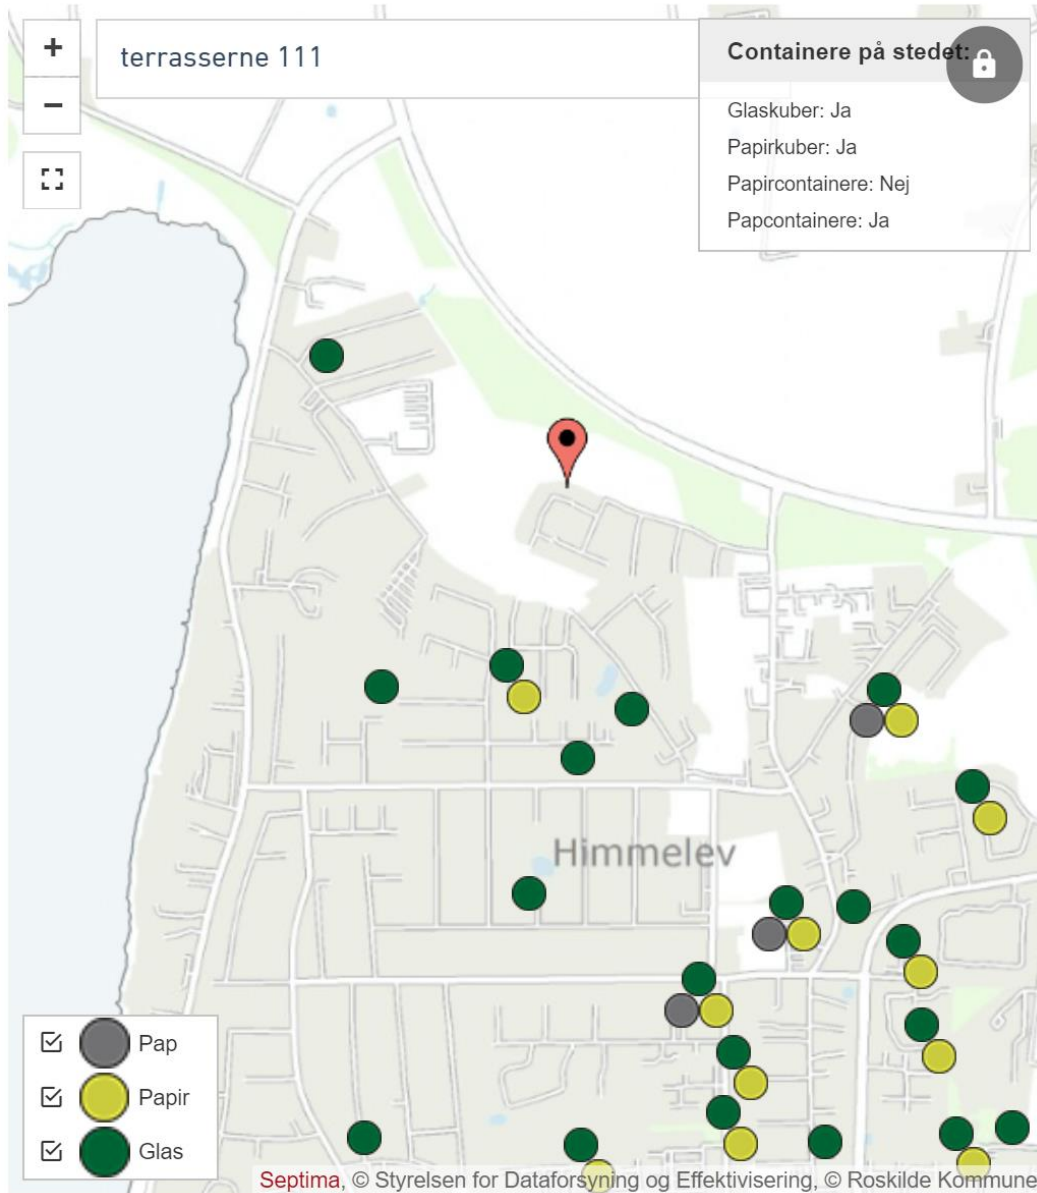 +
terrasserne 111
Containere på stedet:
−
Glaskuber: Ja
Papirkuber: Ja
Papircontainere: Nej
Papcontainere: Ja
Himmelev
Pap
Papir
Glas
Septima, © Styrelsen for Dataforsyning og Effektivisering, © Roskilde Kommune